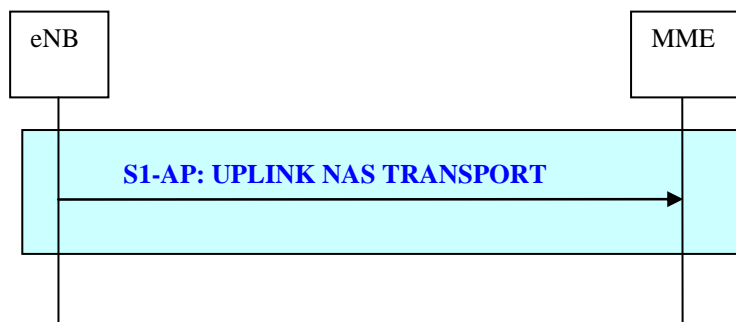 eNB
MME
S1-AP: UPLINK NAS TRANSPORT